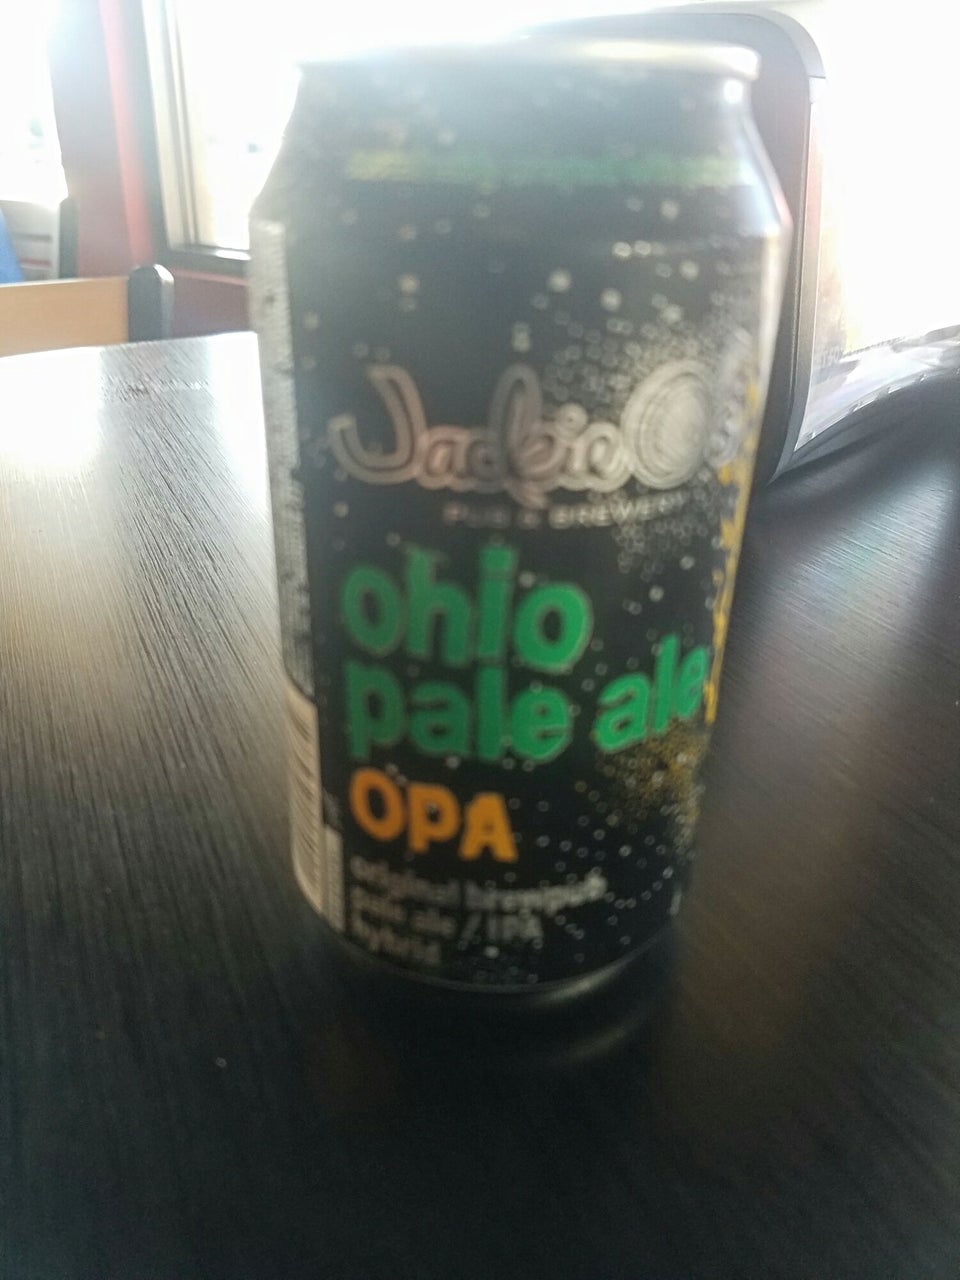 Jackie O's
PUB & BREWERY
ohio
pale ale
OPA
original brewpub
pale ale / IPA
hybrid